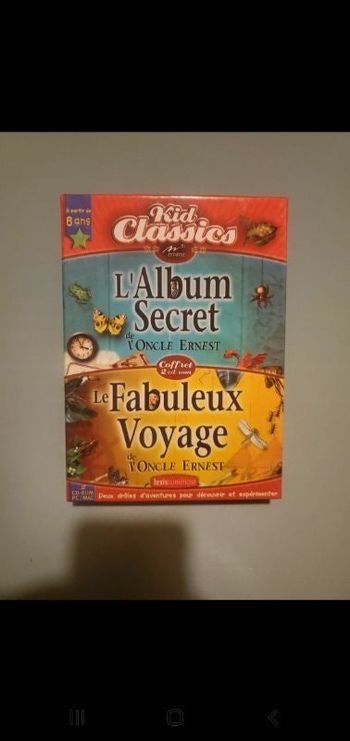 à partir de
8 ans
Kid
Classics
L'Album
Secret
de
l'ONCLE ERNEST
Coffret
2 cd-rom
Le Fabuleux
Voyage
de
l'ONCLE ERNEST
lexisnumérique
CD-ROM
PC/MAC
Deux drôles d'aventures pour découvrir et expérimenter